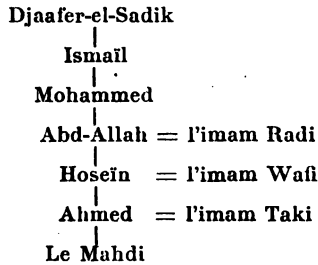 Djaafer-el-Sadik
Ismaïl
Mohammed
Abd-Allah = l'imam Radi
Hoseïn = l'imam Wafi
Ahmed = l'imam Taki
Le Mahdi